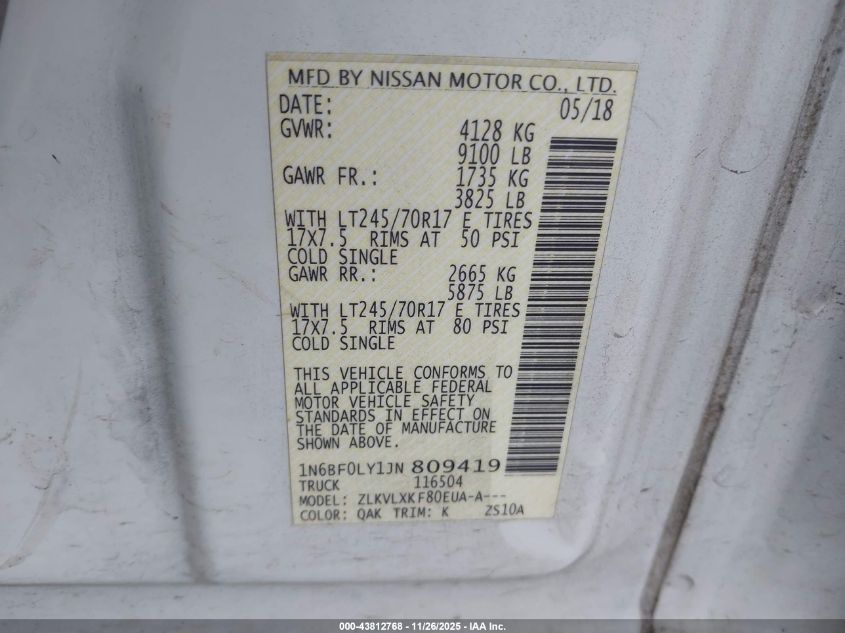 MFD BY NISSAN MOTOR CO., LTD.
DATE: 05/18
GVWR: 4128 KG
9100 LB
GAWR FR.: 1735 KG
3825 LB
WITH LT245/70R17 E TIRES
17X7.5 RIMS AT 50 PSI
COLD SINGLE
GAWR RR.: 2665 KG
5875 LB
WITH LT245/70R17 E TIRES
17X7.5 RIMS AT 80 PSI
COLD SINGLE
THIS VEHICLE CONFORMS TO
ALL APPLICABLE FEDERAL
MOTOR VEHICLE SAFETY
STANDARDS IN EFFECT ON
THE DATE OF MANUFACTURE
SHOWN ABOVE.
1N6BF0LY1JN 809419
TRUCK 116504
MODEL: ZLKVLXKF80EUA-A---
COLOR: QAK TRIM: K ZS10A
000-43812768 - 11/26/2025 - IAA Inc.